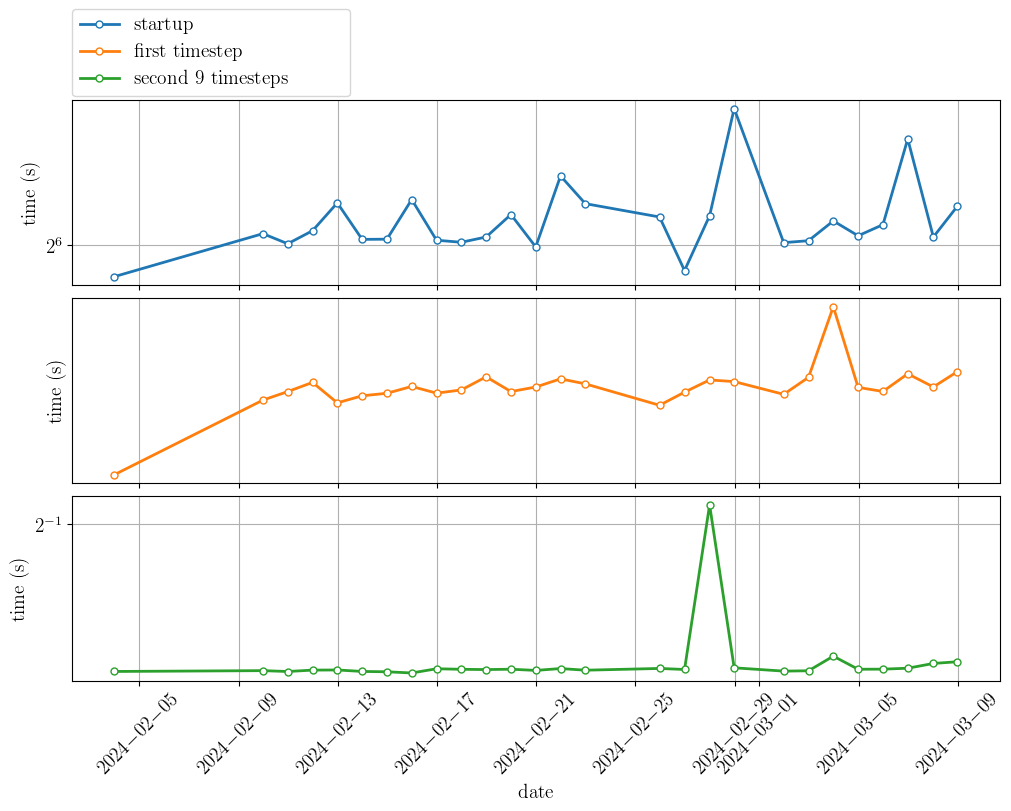 startup
first timestep
second 9 timesteps
time (s)
2⁶
time (s)
time (s)
2⁻¹
2024−02−05
2024−02−09
2024−02−13
2024−02−17
2024−02−21
2024−02−25
2024−02−29
2024−03−01
2024−03−05
2024−03−09
date